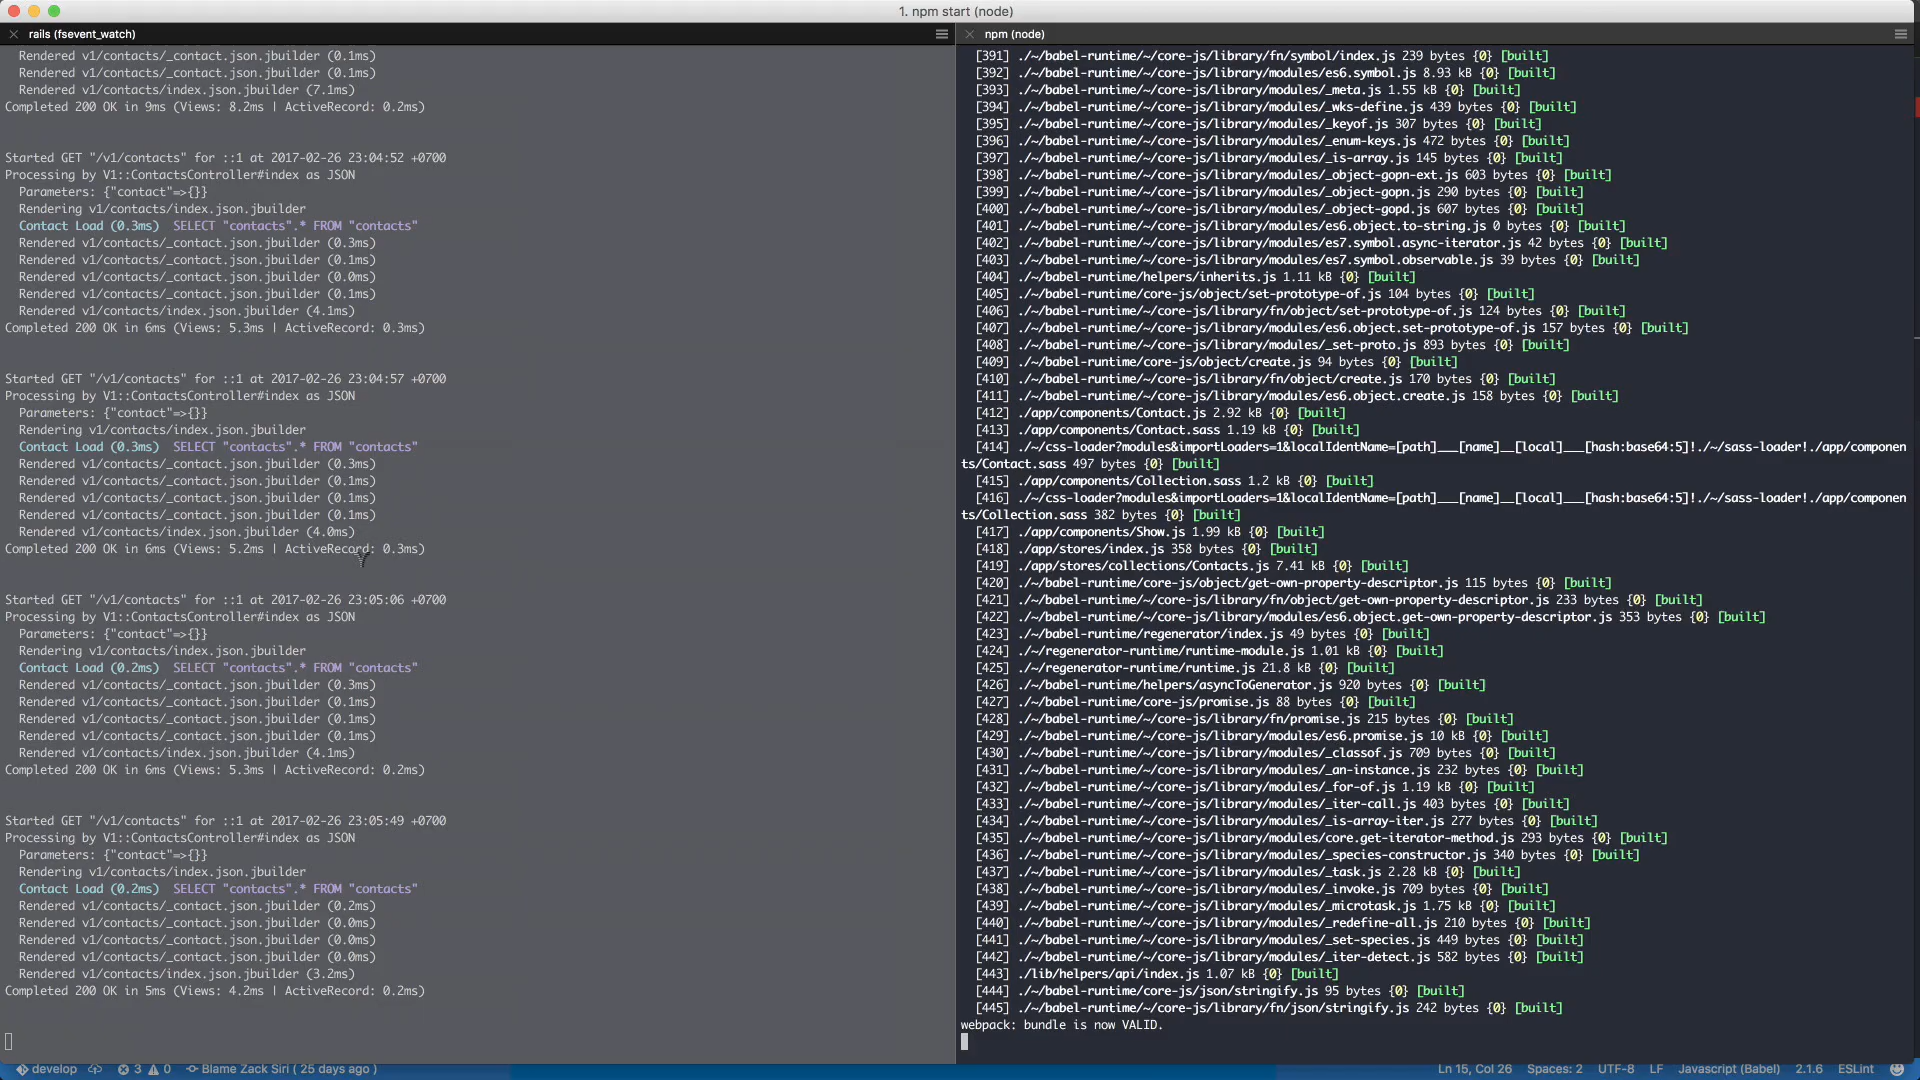 1. npm start (node)
rails (fsevent_watch)
Rendered v1/contacts/_contact.json.jbuilder (0.1ms)
Rendered v1/contacts/_contact.json.jbuilder (0.1ms)
Rendered v1/contacts/index.json.jbuilder (7.1ms)
Completed 200 OK in 9ms (Views: 8.2ms | ActiveRecord: 0.2ms)
Started GET "/v1/contacts" for ::1 at 2017-02-26 23:04:52 +0700
Processing by V1::ContactsController#index as JSON
Parameters: {"contact"=>{}}
Rendering v1/contacts/index.json.jbuilder
Contact Load (0.3ms)  SELECT "contacts".* FROM "contacts"
Rendered v1/contacts/_contact.json.jbuilder (0.3ms)
Rendered v1/contacts/_contact.json.jbuilder (0.1ms)
Rendered v1/contacts/_contact.json.jbuilder (0.0ms)
Rendered v1/contacts/_contact.json.jbuilder (0.1ms)
Rendered v1/contacts/index.json.jbuilder (4.1ms)
Completed 200 OK in 6ms (Views: 5.3ms | ActiveRecord: 0.3ms)
Started GET "/v1/contacts" for ::1 at 2017-02-26 23:04:57 +0700
Processing by V1::ContactsController#index as JSON
Parameters: {"contact"=>{}}
Rendering v1/contacts/index.json.jbuilder
Contact Load (0.3ms)  SELECT "contacts".* FROM "contacts"
Rendered v1/contacts/_contact.json.jbuilder (0.3ms)
Rendered v1/contacts/_contact.json.jbuilder (0.1ms)
Rendered v1/contacts/_contact.json.jbuilder (0.1ms)
Rendered v1/contacts/_contact.json.jbuilder (0.1ms)
Rendered v1/contacts/index.json.jbuilder (4.0ms)
Completed 200 OK in 6ms (Views: 5.2ms | ActiveRecord: 0.3ms)
Started GET "/v1/contacts" for ::1 at 2017-02-26 23:05:06 +0700
Processing by V1::ContactsController#index as JSON
Parameters: {"contact"=>{}}
Rendering v1/contacts/index.json.jbuilder
Contact Load (0.2ms)  SELECT "contacts".* FROM "contacts"
Rendered v1/contacts/_contact.json.jbuilder (0.3ms)
Rendered v1/contacts/_contact.json.jbuilder (0.1ms)
Rendered v1/contacts/_contact.json.jbuilder (0.1ms)
Rendered v1/contacts/_contact.json.jbuilder (0.1ms)
Rendered v1/contacts/index.json.jbuilder (4.1ms)
Completed 200 OK in 6ms (Views: 5.3ms | ActiveRecord: 0.2ms)
Started GET "/v1/contacts" for ::1 at 2017-02-26 23:05:49 +0700
Processing by V1::ContactsController#index as JSON
Parameters: {"contact"=>{}}
Rendering v1/contacts/index.json.jbuilder
Contact Load (0.2ms)  SELECT "contacts".* FROM "contacts"
Rendered v1/contacts/_contact.json.jbuilder (0.2ms)
Rendered v1/contacts/_contact.json.jbuilder (0.0ms)
Rendered v1/contacts/_contact.json.jbuilder (0.0ms)
Rendered v1/contacts/_contact.json.jbuilder (0.0ms)
Rendered v1/contacts/index.json.jbuilder (3.2ms)
Completed 200 OK in 5ms (Views: 4.2ms | ActiveRecord: 0.2ms)
npm (node)
[391] ./~/babel-runtime/~/core-js/library/fn/symbol/index.js 239 bytes {0} [built]
[392] ./~/babel-runtime/~/core-js/library/modules/es6.symbol.js 8.93 kB {0} [built]
[393] ./~/babel-runtime/~/core-js/library/modules/_meta.js 1.55 kB {0} [built]
[394] ./~/babel-runtime/~/core-js/library/modules/_wks-define.js 439 bytes {0} [built]
[395] ./~/babel-runtime/~/core-js/library/modules/_keyof.js 307 bytes {0} [built]
[396] ./~/babel-runtime/~/core-js/library/modules/_enum-keys.js 472 bytes {0} [built]
[397] ./~/babel-runtime/~/core-js/library/modules/_is-array.js 145 bytes {0} [built]
[398] ./~/babel-runtime/~/core-js/library/modules/_object-gopn-ext.js 603 bytes {0} [built]
[399] ./~/babel-runtime/~/core-js/library/modules/_object-gopn.js 290 bytes {0} [built]
[400] ./~/babel-runtime/~/core-js/library/modules/_object-gopd.js 607 bytes {0} [built]
[401] ./~/babel-runtime/~/core-js/library/modules/es6.object.to-string.js 0 bytes {0} [built]
[402] ./~/babel-runtime/~/core-js/library/modules/es7.symbol.async-iterator.js 42 bytes {0} [built]
[403] ./~/babel-runtime/~/core-js/library/modules/es7.symbol.observable.js 39 bytes {0} [built]
[404] ./~/babel-runtime/helpers/inherits.js 1.11 kB {0} [built]
[405] ./~/babel-runtime/core-js/object/set-prototype-of.js 104 bytes {0} [built]
[406] ./~/babel-runtime/~/core-js/library/fn/object/set-prototype-of.js 124 bytes {0} [built]
[407] ./~/babel-runtime/~/core-js/library/modules/es6.object.set-prototype-of.js 157 bytes {0} [built]
[408] ./~/babel-runtime/~/core-js/library/modules/_set-proto.js 893 bytes {0} [built]
[409] ./~/babel-runtime/core-js/object/create.js 94 bytes {0} [built]
[410] ./~/babel-runtime/~/core-js/library/fn/object/create.js 170 bytes {0} [built]
[411] ./~/babel-runtime/~/core-js/library/modules/es6.object.create.js 158 bytes {0} [built]
[412] ./app/components/Contact.js 2.92 kB {0} [built]
[413] ./app/components/Contact.sass 1.19 kB {0} [built]
[414] ./~/css-loader?modules&importLoaders=1&localIdentName=[path]___[name]__[local]___[hash:base64:5]!./~/sass-loader!./app/componen
ts/Contact.sass 497 bytes {0} [built]
[415] ./app/components/Collection.sass 1.2 kB {0} [built]
[416] ./~/css-loader?modules&importLoaders=1&localIdentName=[path]___[name]__[local]___[hash:base64:5]!./~/sass-loader!./app/componen
ts/Collection.sass 382 bytes {0} [built]
[417] ./app/components/Show.js 1.99 kB {0} [built]
[418] ./app/stores/index.js 358 bytes {0} [built]
[419] ./app/stores/collections/Contacts.js 7.41 kB {0} [built]
[420] ./~/babel-runtime/core-js/object/get-own-property-descriptor.js 115 bytes {0} [built]
[421] ./~/babel-runtime/~/core-js/library/fn/object/get-own-property-descriptor.js 233 bytes {0} [built]
[422] ./~/babel-runtime/~/core-js/library/modules/es6.object.get-own-property-descriptor.js 353 bytes {0} [built]
[423] ./~/babel-runtime/regenerator/index.js 49 bytes {0} [built]
[424] ./~/regenerator-runtime/runtime-module.js 1.01 kB {0} [built]
[425] ./~/regenerator-runtime/runtime.js 21.8 kB {0} [built]
[426] ./~/babel-runtime/helpers/asyncToGenerator.js 920 bytes {0} [built]
[427] ./~/babel-runtime/core-js/promise.js 88 bytes {0} [built]
[428] ./~/babel-runtime/~/core-js/library/fn/promise.js 215 bytes {0} [built]
[429] ./~/babel-runtime/~/core-js/library/modules/es6.promise.js 10 kB {0} [built]
[430] ./~/babel-runtime/~/core-js/library/modules/_classof.js 709 bytes {0} [built]
[431] ./~/babel-runtime/~/core-js/library/modules/_an-instance.js 232 bytes {0} [built]
[432] ./~/babel-runtime/~/core-js/library/modules/_for-of.js 1.19 kB {0} [built]
[433] ./~/babel-runtime/~/core-js/library/modules/_iter-call.js 403 bytes {0} [built]
[434] ./~/babel-runtime/~/core-js/library/modules/_is-array-iter.js 277 bytes {0} [built]
[435] ./~/babel-runtime/~/core-js/library/modules/core.get-iterator-method.js 293 bytes {0} [built]
[436] ./~/babel-runtime/~/core-js/library/modules/_species-constructor.js 340 bytes {0} [built]
[437] ./~/babel-runtime/~/core-js/library/modules/_task.js 2.28 kB {0} [built]
[438] ./~/babel-runtime/~/core-js/library/modules/_invoke.js 709 bytes {0} [built]
[439] ./~/babel-runtime/~/core-js/library/modules/_microtask.js 1.75 kB {0} [built]
[440] ./~/babel-runtime/~/core-js/library/modules/_redefine-all.js 210 bytes {0} [built]
[441] ./~/babel-runtime/~/core-js/library/modules/_set-species.js 449 bytes {0} [built]
[442] ./~/babel-runtime/~/core-js/library/modules/_iter-detect.js 582 bytes {0} [built]
[443] ./lib/helpers/api/index.js 1.07 kB {0} [built]
[444] ./~/babel-runtime/core-js/json/stringify.js 95 bytes {0} [built]
[445] ./~/babel-runtime/~/core-js/library/fn/json/stringify.js 242 bytes {0} [built]
webpack: bundle is now VALID.
develop 3 0 Blame Zack Siri ( 25 days ago ) Ln 15, Col 26 Spaces: 2 UTF-8 LF Javascript (Babel) 2.1.6 ESLint